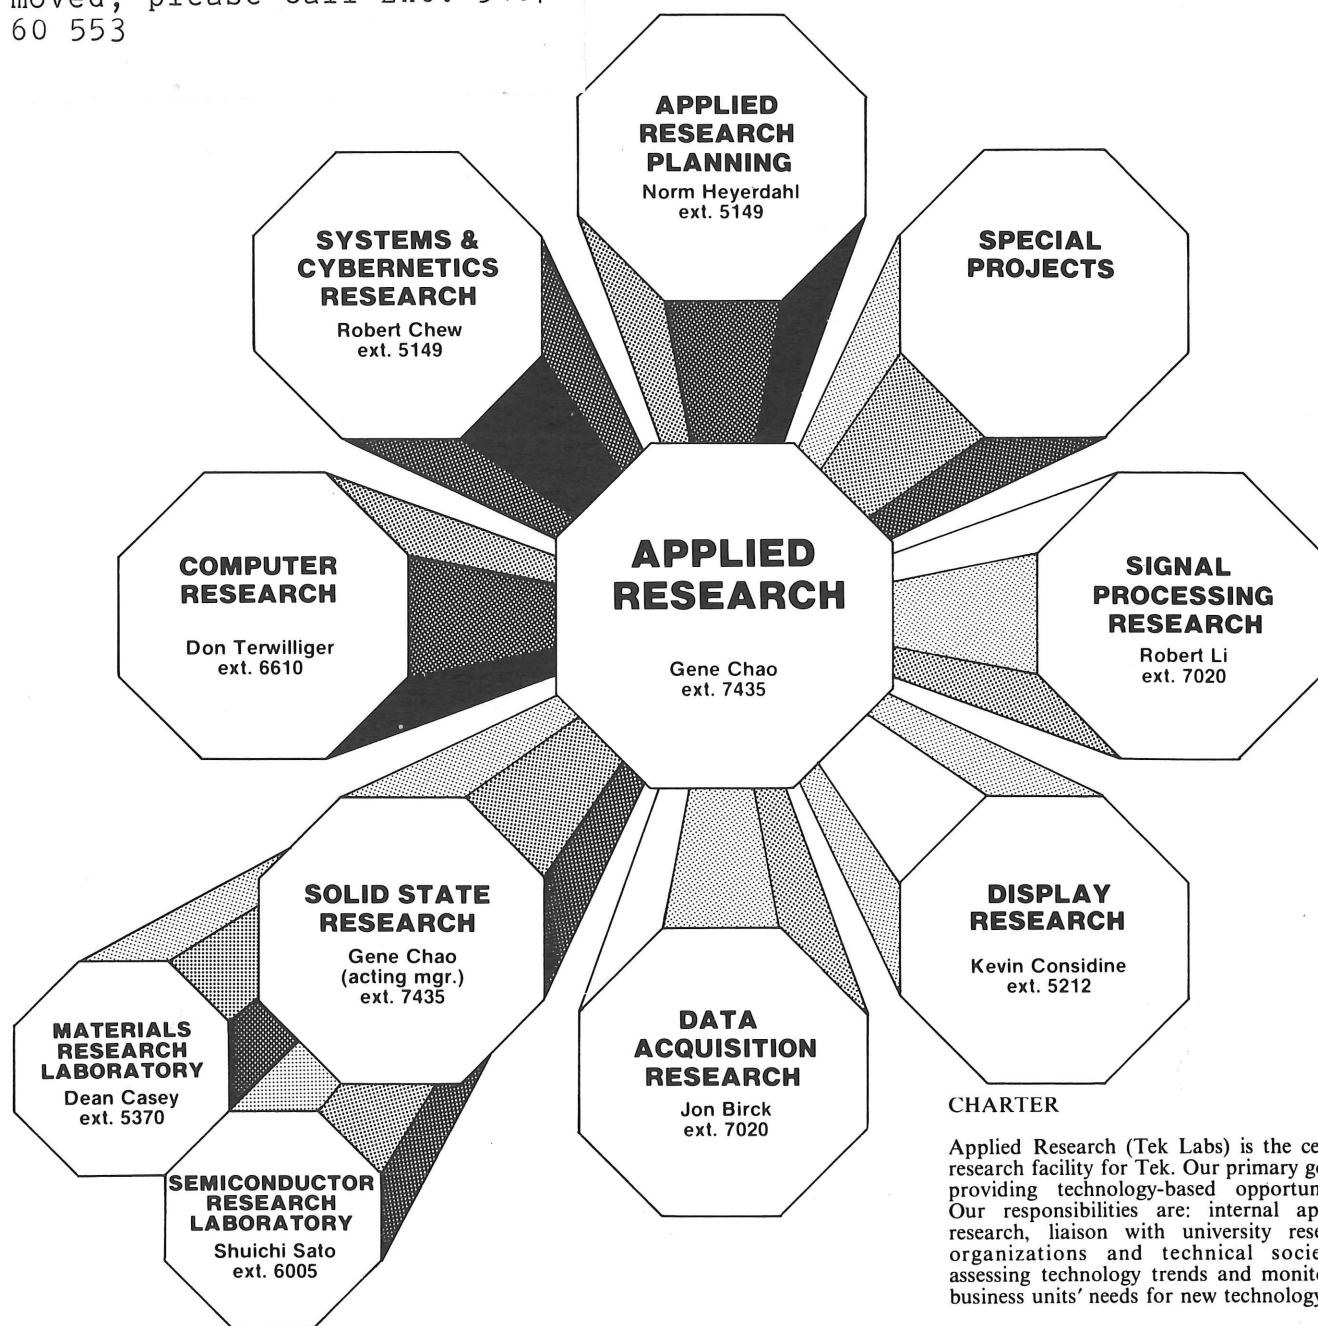 60 553
APPLIED
RESEARCH
PLANNING
Norm Heyerdahl
ext. 5149
SYSTEMS &
CYBERNETICS
RESEARCH
Robert Chew
ext. 5149
SPECIAL
PROJECTS
COMPUTER
RESEARCH
Don Terwilliger
ext. 6610
APPLIED
RESEARCH
Gene Chao
ext. 7435
SIGNAL
PROCESSING
RESEARCH
Robert Li
ext. 7020
SOLID STATE
RESEARCH
Gene Chao
(acting mgr.)
ext. 7435
DISPLAY
RESEARCH
Kevin Considine
ext. 5212
MATERIALS
RESEARCH
LABORATORY
Dean Casey
ext. 5370
DATA
ACQUISITION
RESEARCH
Jon Birck
ext. 7020
SEMICONDUCTOR
RESEARCH
LABORATORY
Shuichi Sato
ext. 6005
CHARTER
Applied Research (Tek Labs) is the
research facility for Tek. Our primary
providing technology-based
Our responsibilities are: internal
research, liaison with university
organizations and technical
assessing technology trends and
business units' needs for new technology